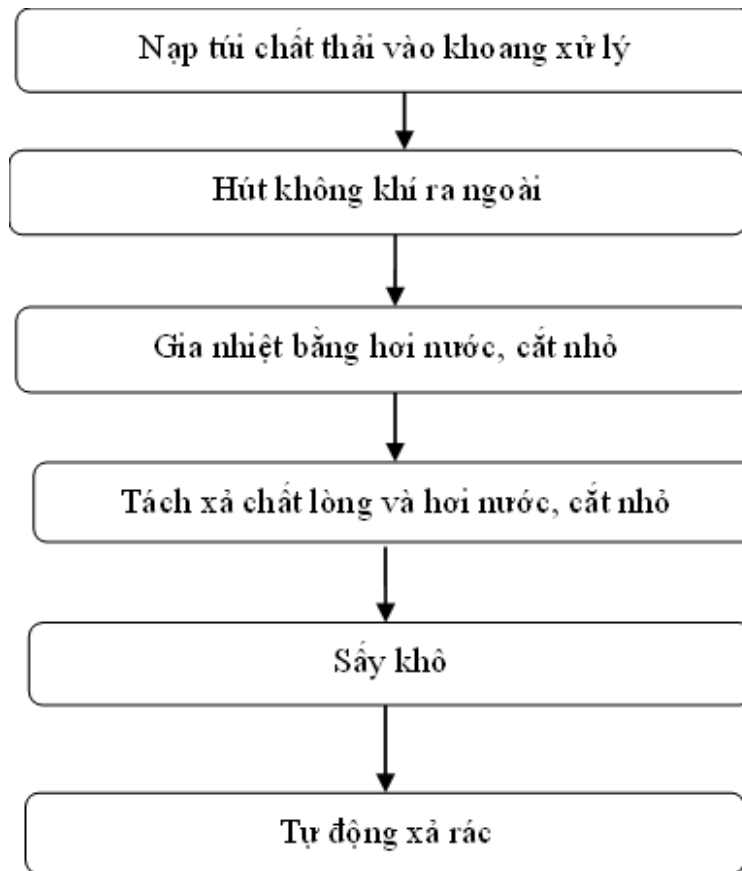 Nạp túi chất thải vào khoang xử lý
Hút không khí ra ngoài
Gia nhiệt bằng hơi nước, cắt nhỏ
Tách xả chất lòng và hơi nước, cắt nhỏ
Sấy khô
Tự động xả rác